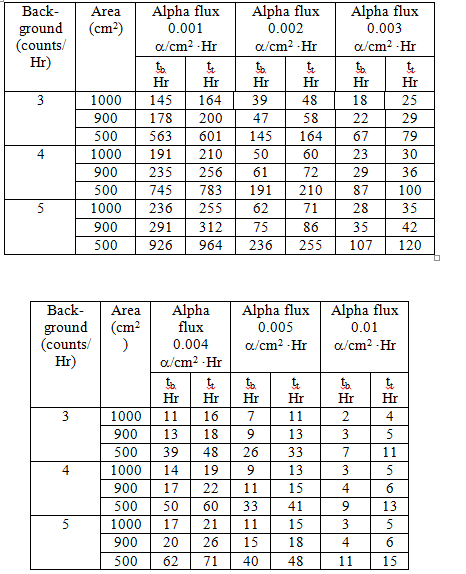 Back-ground (counts/Hr) Area (cm²) Alpha flux 0.001 α/cm² ·Hr Alpha flux 0.002 α/cm² ·Hr Alpha flux 0.003 α/cm² ·Hr
tb Hr tt Hr tb Hr tt Hr tb Hr tt Hr
3 1000 145 164 39 48 18 25
900 178 200 47 58 22 29
500 563 601 145 164 67 79
4 1000 191 210 50 60 23 30
900 235 256 61 72 29 36
500 745 783 191 210 87 100
5 1000 236 255 62 71 28 35
900 291 312 75 86 35 42
500 926 964 236 255 107 120
Back-ground (counts/Hr) Area (cm²) Alpha flux 0.004 α/cm² ·Hr Alpha flux 0.005 α/cm² ·Hr Alpha flux 0.01 α/cm² ·Hr
tb Hr tt Hr tb Hr tt Hr tb Hr tt Hr
3 1000 11 16 7 11 2 4
900 13 18 9 13 3 5
500 39 48 26 33 7 11
4 1000 14 19 9 13 3 5
900 17 22 11 15 4 6
500 50 60 33 41 9 13
5 1000 17 21 11 15 3 5
900 20 26 15 18 4 6
500 62 71 40 48 11 15